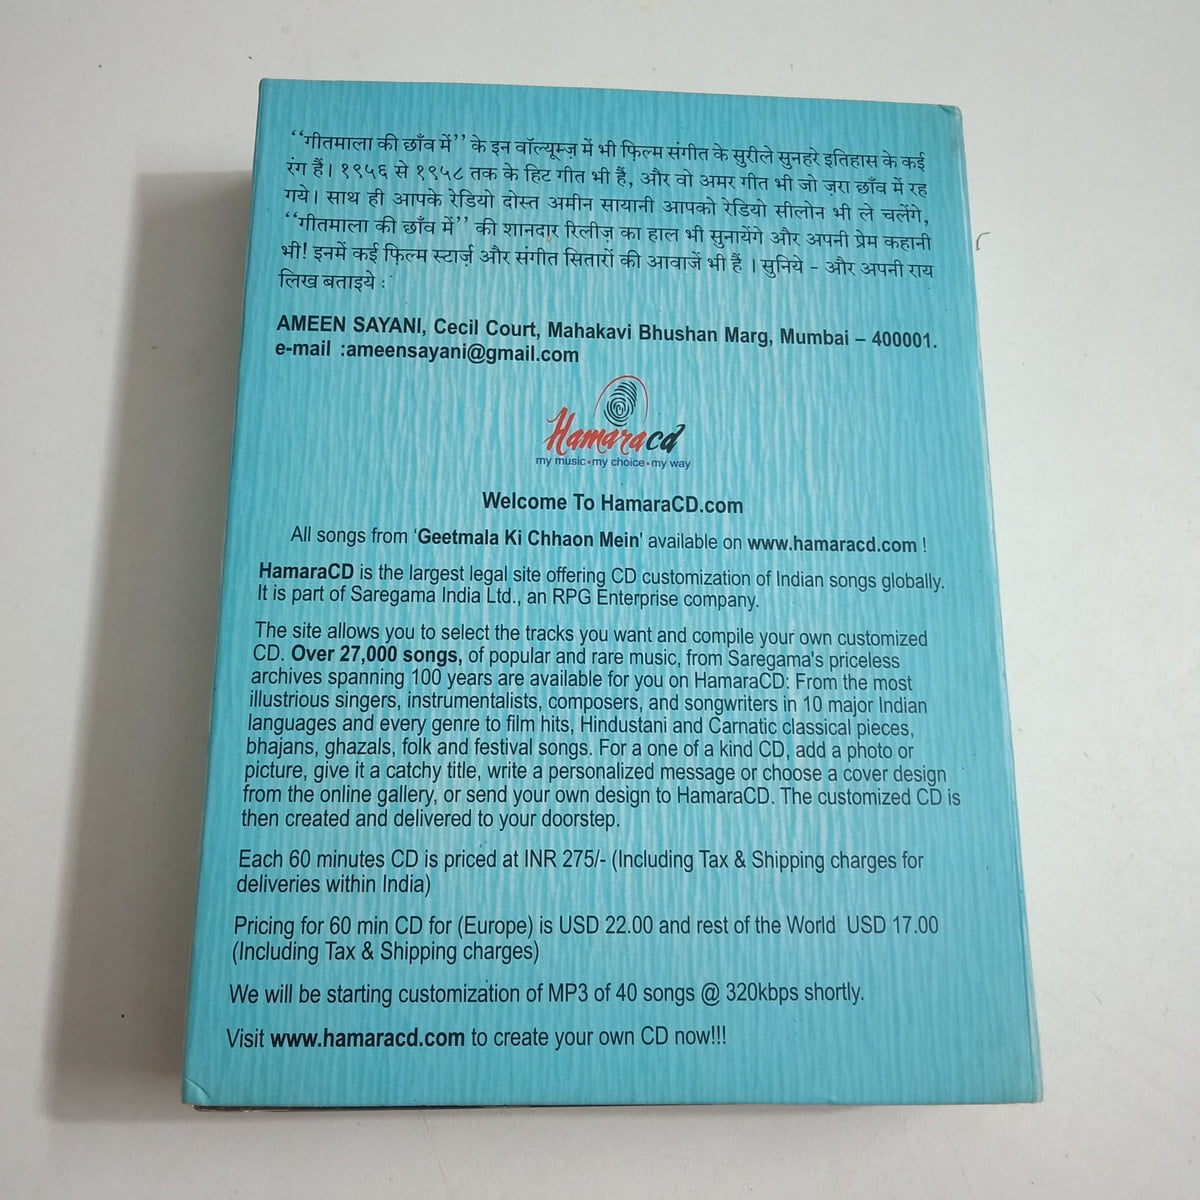 “गीतमाला की छाँव में” के इन वॉल्यूम्ज़ में भी फ़िल्म संगीत के सुरीले सुनहरे इतिहास के कई
रंग हैं। १९५६ से १९५८ तक के हिट गीत भी हैं, और वो अमर गीत भी जो ज़रा छाँव में रह
गये। साथ ही आपके रेडियो दोस्त अमीन सायानी आपको रेडियो सीलोन भी ले चलेंगे,
“गीतमाला की छाँव में” की शानदार रिलीज़ का हाल भी सुनायेंगे और अपनी प्रेम कहानी
भी! इनमें कई फ़िल्म स्टार्ज़ और संगीत सितारों की आवाज़ें भी हैं । सुनिये - और अपनी राय
लिख बताइये :
AMEEN SAYANI, Cecil Court, Mahakavi Bhushan Marg, Mumbai – 400001.
e-mail :ameensayani@gmail.com
Hamaracd
my music•my choice•my way
Welcome To HamaraCD.com
All songs from ‘Geetmala Ki Chhaon Mein' available on www.hamaracd.com !
HamaraCD is the largest legal site offering CD customization of Indian songs globally.
It is part of Saregama India Ltd., an RPG Enterprise company.
The site allows you to select the tracks you want and compile your own customized
CD. Over 27,000 songs, of popular and rare music, from Saregama's priceless
archives spanning 100 years are available for you on HamaraCD: From the most
illustrious singers, instrumentalists, composers, and songwriters in 10 major Indian
languages and every genre to film hits, Hindustani and Carnatic classical pieces,
bhajans, ghazals, folk and festival songs. For a one of a kind CD, add a photo or
picture, give it a catchy title, write a personalized message or choose a cover design
from the online gallery, or send your own design to HamaraCD. The customized CD is
then created and delivered to your doorstep.
Each 60 minutes CD is priced at INR 275/- (Including Tax & Shipping charges for
deliveries within India)
Pricing for 60 min CD for (Europe) is USD 22.00 and rest of the World USD 17.00
(Including Tax & Shipping charges)
We will be starting customization of MP3 of 40 songs @ 320kbps shortly.
Visit www.hamaracd.com to create your own CD now!!!